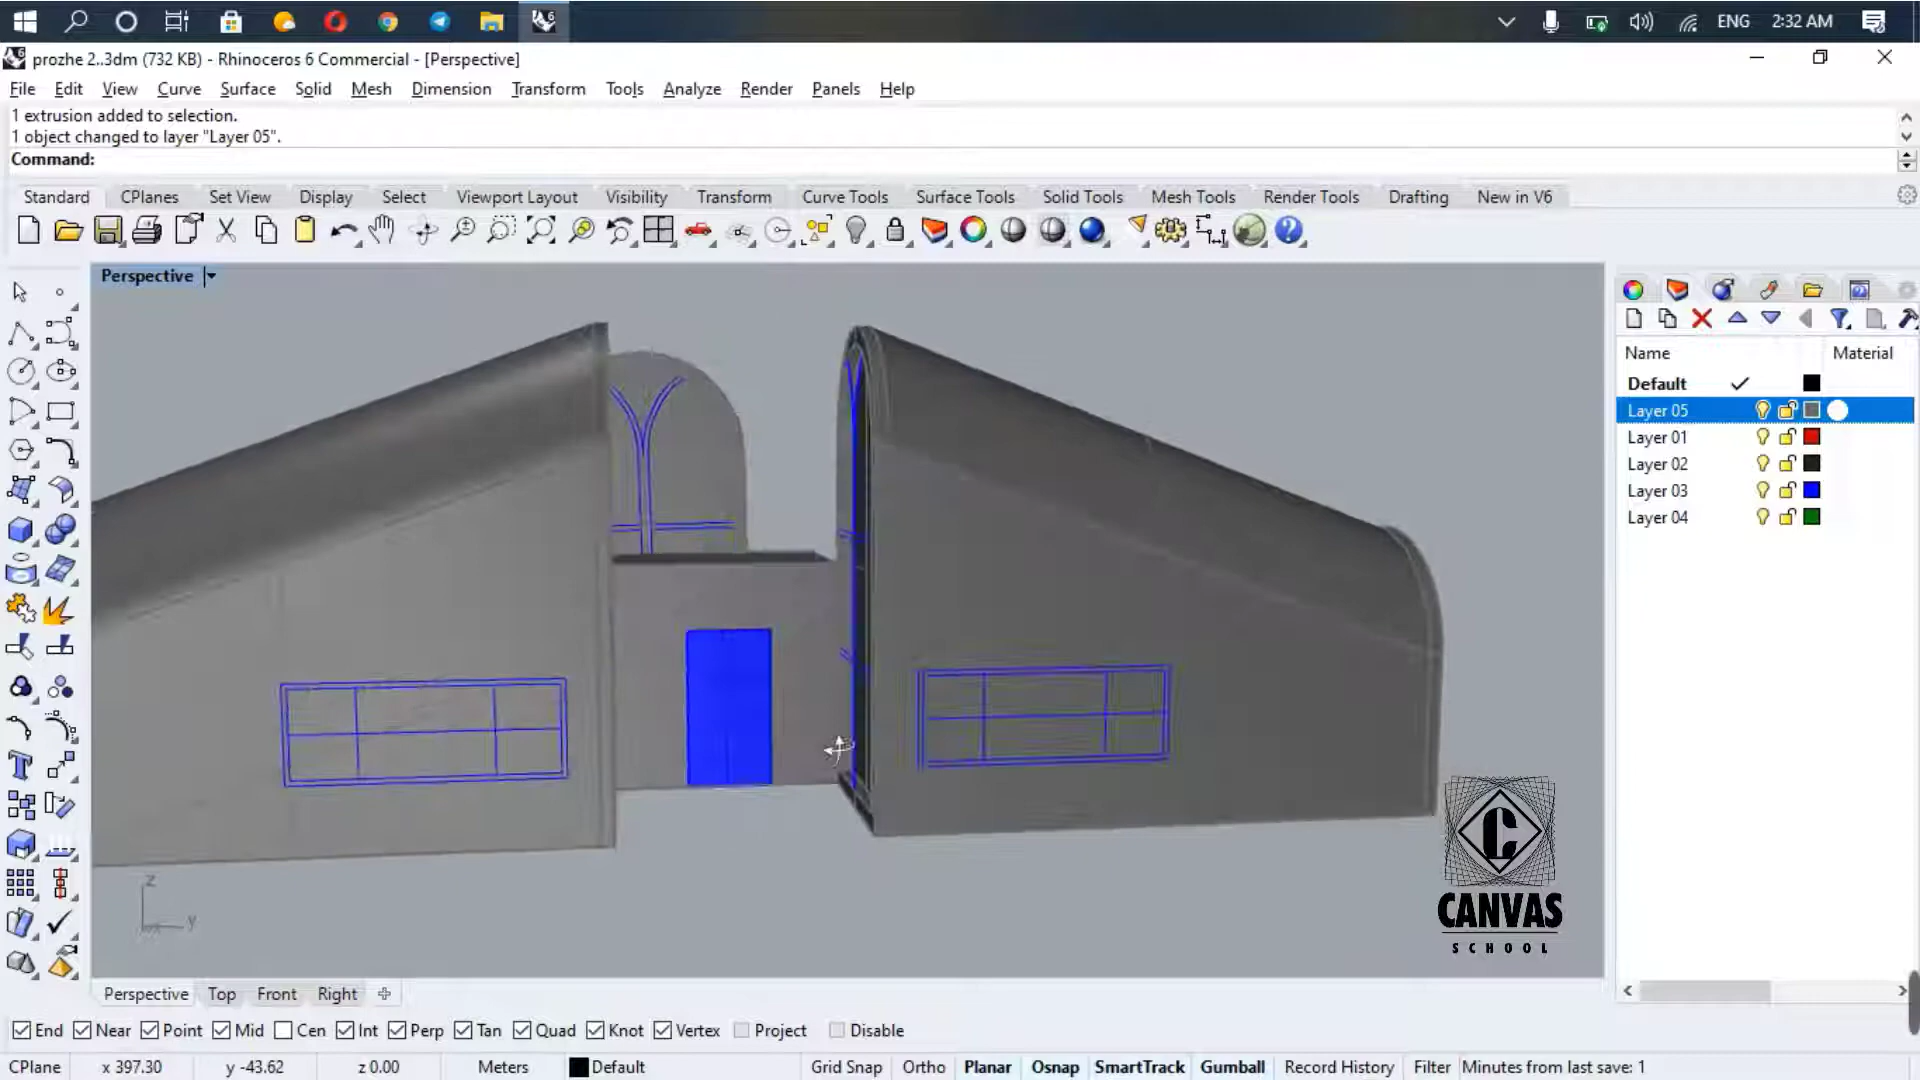 ENG
2:32 AM
prozhe 2..3dm (732 KB) - Rhinoceros 6 Commercial - [Perspective]
File Edit View Curve Surface Solid Mesh Dimension Transform Tools Analyze Render Panels Help
1 extrusion added to selection.
1 object changed to layer "Layer 05".
Command:
Standard CPlanes Set View Display Select Viewport Layout Visibility Transform Curve Tools Surface Tools Solid Tools Mesh Tools Render Tools Drafting New in V6
Perspective
Name Material
Default
Layer 05
Layer 01
Layer 02
Layer 03
Layer 04
z
y
x
CANVAS
SCHOOL
Perspective Top Front Right
End Near Point Mid Cen Int Perp Tan Quad Knot Vertex Project Disable
CPlane x 397.30 y -43.62 z 0.00 Meters Default Grid Snap Ortho Planar Osnap SmartTrack Gumball Record History Filter Minutes from last save: 1